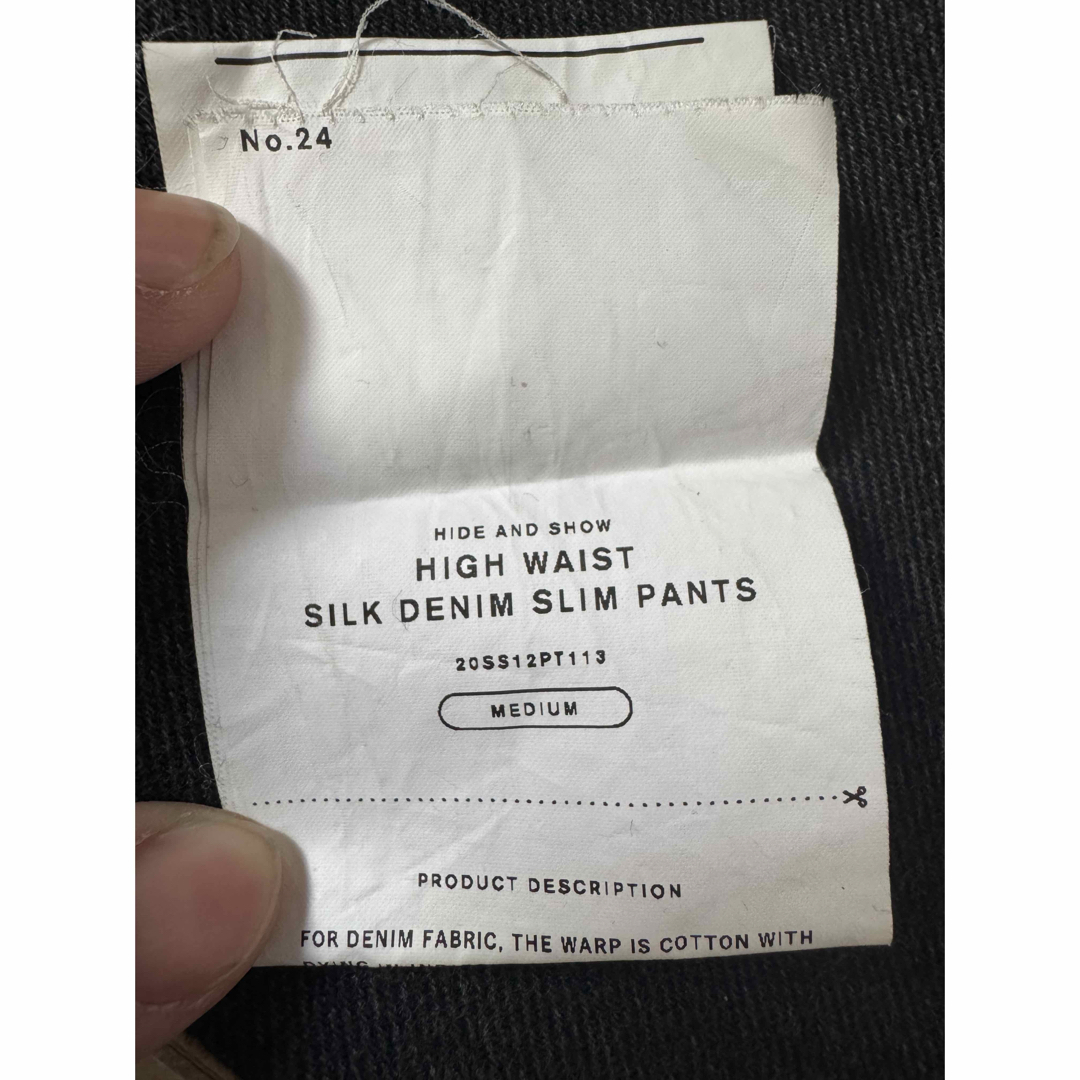 No.24
HIDE AND SHOW
HIGH WAIST
SILK DENIM SLIM PANTS
20SS12PT113
MEDIUM
PRODUCT DESCRIPTION
FOR DENIM FABRIC, THE WARP IS COTTON WITH